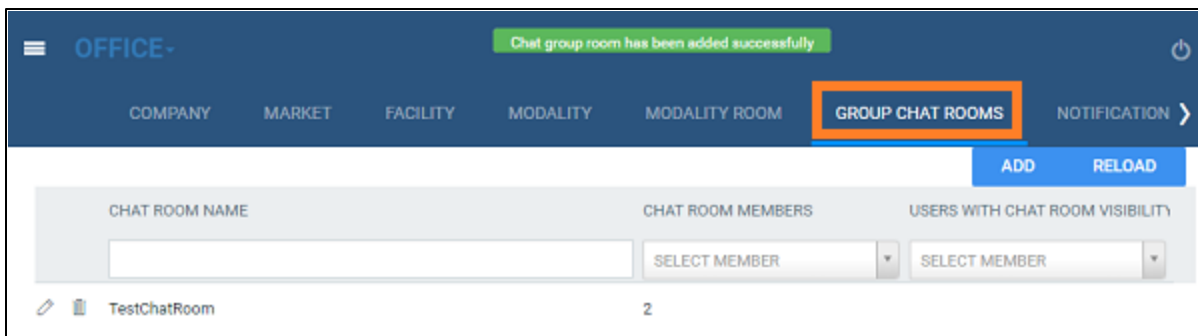 OFFICE
Chat group room has been added successfully
COMPANY MARKET FACILITY MODALITY MODALITY ROOM GROUP CHAT ROOMS NOTIFICATION
ADD RELOAD
CHAT ROOM NAME CHAT ROOM MEMBERS USERS WITH CHAT ROOM VISIBILITY
SELECT MEMBER SELECT MEMBER
TestChatRoom 2